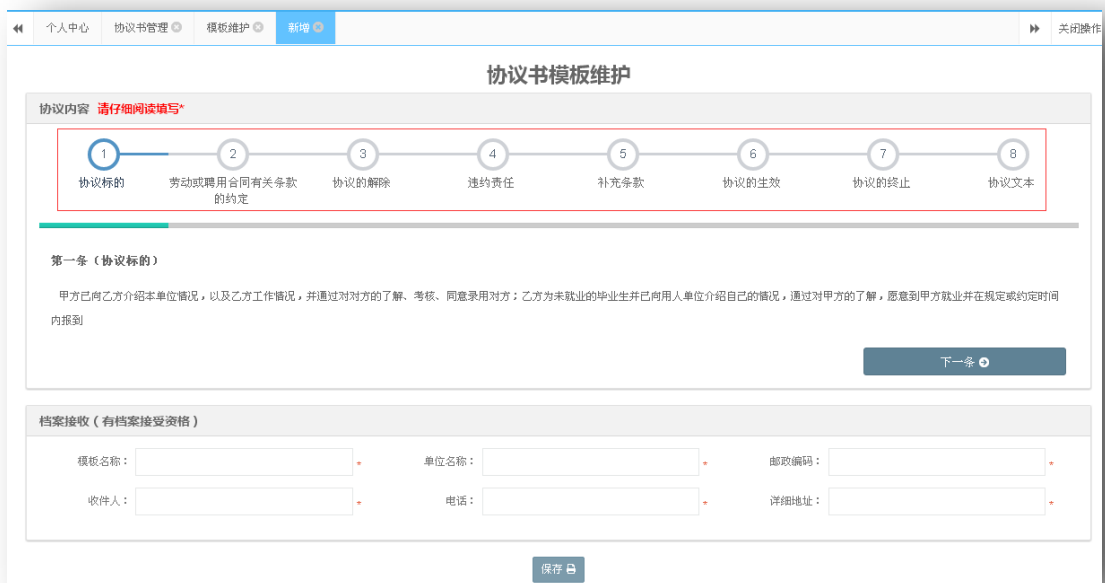 个人中心 协议书管理 模板维护 新增 关闭操作
协议书模板维护
协议内容 请仔细阅读填写*
1 2 3 4 5 6 7 8
协议标的 劳动或聘用合同有关条款 协议的解除 违约责任 补充条款 协议的生效 协议的终止 协议文本
的约定
第一条（协议标的）
甲方已向乙方介绍本单位情况，以及乙方工作情况，并通过对对方的了解、考核、同意录用对方；乙方为未就业的毕业生并已向用人单位介绍自己的情况，通过对甲方的了解，愿意到甲方就业并在规定或约定时间
内报到
下一条
档案接收（有档案接受资格）
模板名称： * 单位名称： * 邮政编码： *
收件人： * 电话： * 详细地址： *
保存